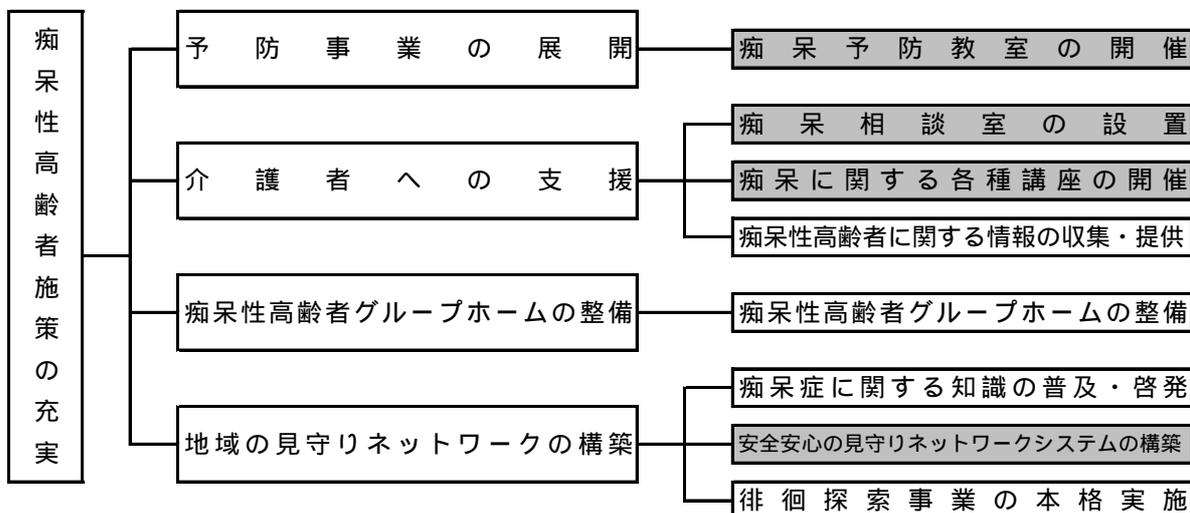 痴呆性高齢者施策の充実
予防事業の展開
痴呆予防教室の開催
介護者への支援
痴呆相談室の設置
痴呆に関する各種講座の開催
痴呆性高齢者に関する情報の収集・提供
痴呆性高齢者グループホームの整備
痴呆性高齢者グループホームの整備
地域の見守りネットワークの構築
痴呆症に関する知識の普及・啓発
安全安心の見守りネットワークシステムの構築
徘徊探索事業の本格実施